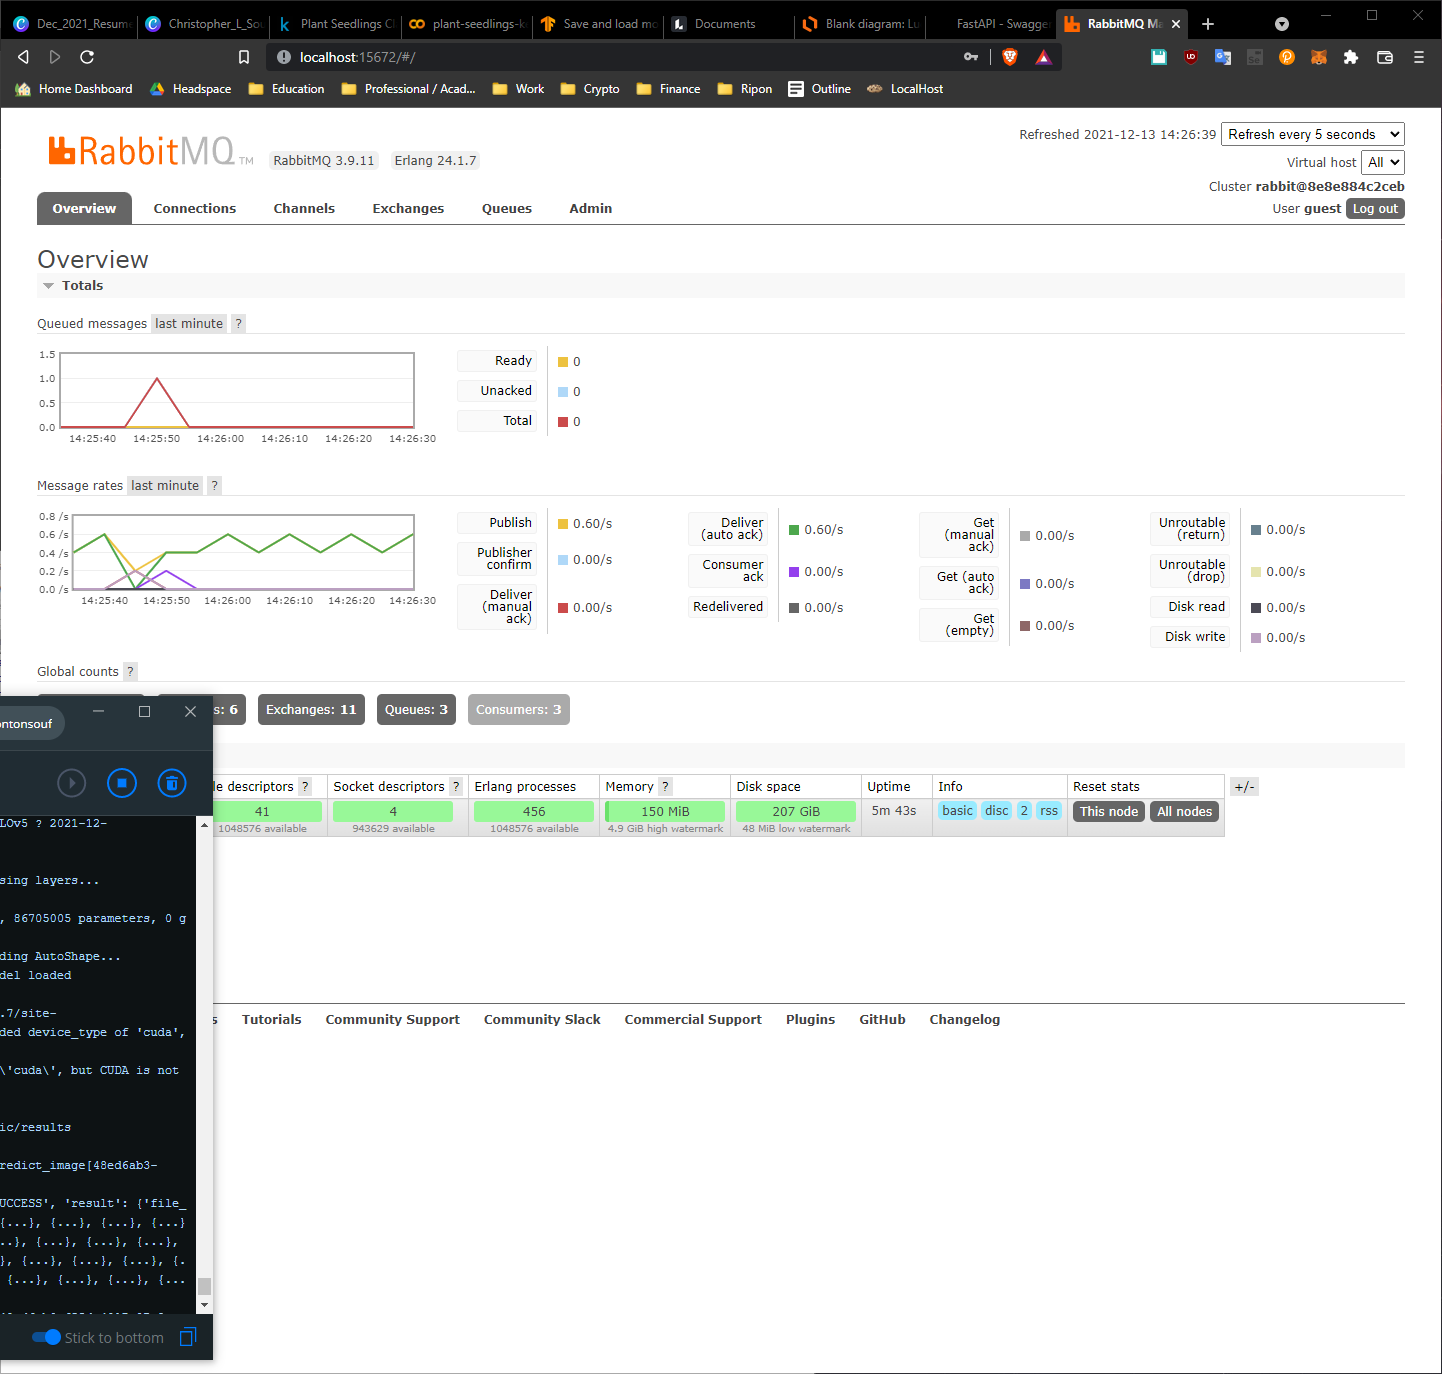 Dec_2021_Resume
Christopher_L_Sou
Plant Seedlings Cl
plant-seedlings-k
Save and load mo
Documents
Blank diagram: Lu
FastAPI - Swagger
RabbitMQ Ma
localhost:15672/#/
Home Dashboard
Headspace
Education
Professional / Acad...
Work
Crypto
Finance
Ripon
Outline
LocalHost
RabbitMQ TM
RabbitMQ 3.9.11
Erlang 24.1.7
Refreshed 2021-12-13 14:26:39
Refresh every 5 seconds
Virtual host
All
Cluster rabbit@8e8e884c2ceb
User guest
Log out
Overview
Connections
Channels
Exchanges
Queues
Admin
Overview
Totals
Queued messages last minute ?
1.5
1.0
0.5
0.0
14:25:40 14:25:50 14:26:00 14:26:10 14:26:20 14:26:30
Ready 0
Unacked 0
Total 0
Message rates last minute ?
0.8 /s
0.6 /s
0.4 /s
0.2 /s
0.0 /s
14:25:40 14:25:50 14:26:00 14:26:10 14:26:20 14:26:30
Publish 0.60/s
Publisher
confirm 0.00/s
Deliver
(manual
ack) 0.00/s
Deliver
(auto ack) 0.60/s
Consumer
ack 0.00/s
Redelivered 0.00/s
Get
(manual
ack) 0.00/s
Get (auto
ack) 0.00/s
Get
(empty) 0.00/s
Unroutable
(return) 0.00/s
Unroutable
(drop) 0.00/s
Disk read 0.00/s
Disk write 0.00/s
Global counts ?
s: 6
Exchanges: 11
Queues: 3
Consumers: 3
le descriptors ?
Socket descriptors ?
Erlang processes
Memory ?
Disk space
Uptime
Info
Reset stats
+/-
41
1048576 available
4
943629 available
456
1048576 available
150 MiB
4.9 GiB high watermark
207 GiB
48 MiB low watermark
5m 43s
basic disc 2 rss
This node
All nodes
s
Tutorials
Community Support
Community Slack
Commercial Support
Plugins
GitHub
Changelog
ontonsouf
LOv5 ? 2021-12-
sing layers...
, 86705005 parameters, 0 g
ding AutoShape...
del loaded
.7/site-
ded device_type of 'cuda',
\'cuda\', but CUDA is not
ic/results
redict_image[48ed6ab3-
UCCESS', 'result': {'file_
{...}, {...}, {...}, {...}
..}, {...}, {...}, {...},
}, {...}, {...}, {...}, {.
{...}, {...}, {...}, {...
Stick to bottom